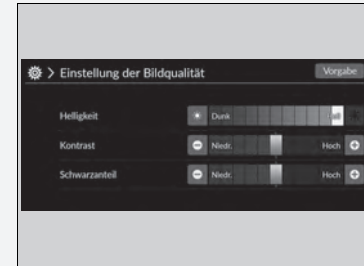 Einstellung der Bildqualität
Vorgabe
Helligkeit
Dunk
Kontrast
Niedr.
Hoch
Schwarzanteil
Niedr.
Hoch